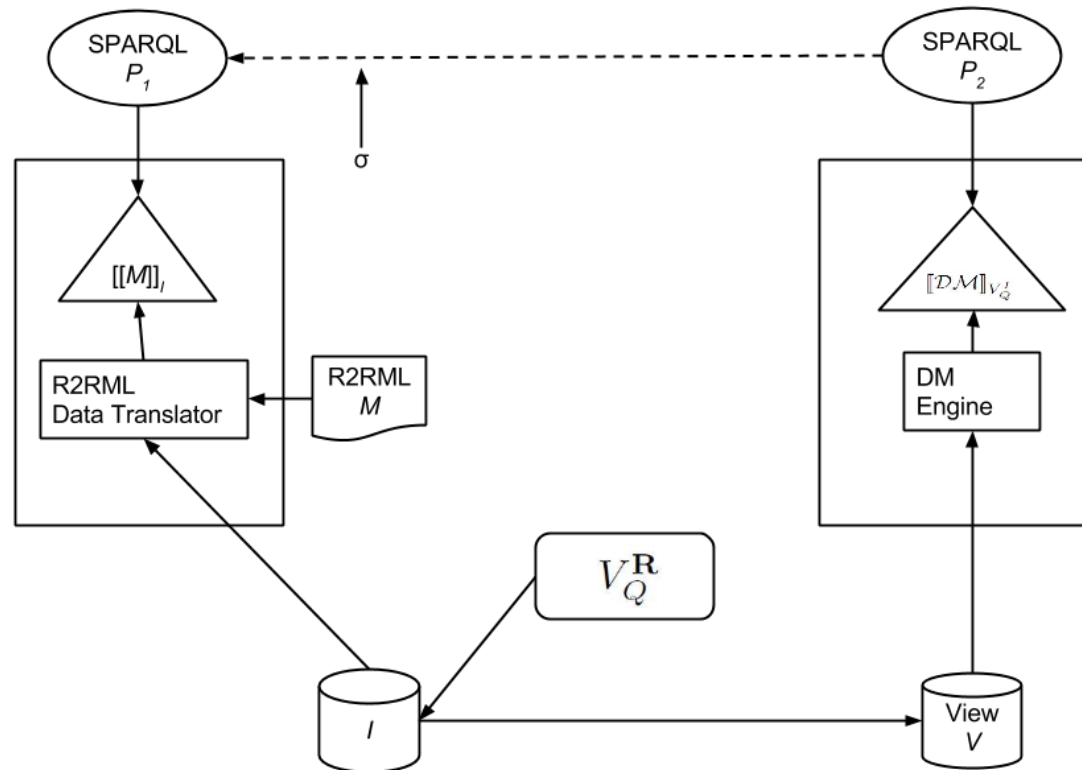 SPARQL
P₁
SPARQL
P₂
σ
[[M]]ₗ
⟦𝒟ℳ⟧_{V_Q^I}
R2RML
Data Translator
R2RML
M
DM
Engine
V_Q^𝐑
I
View
V